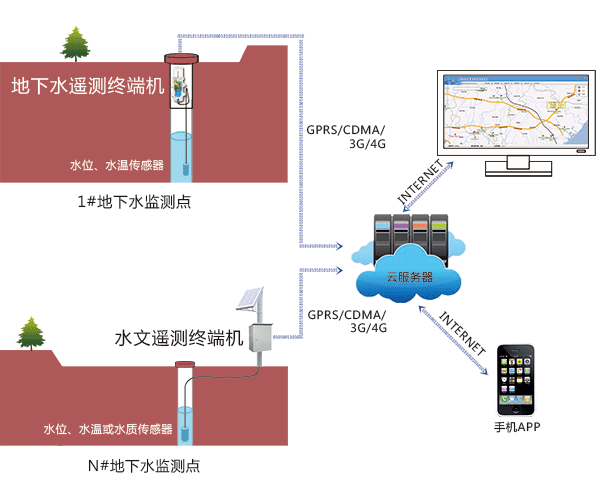 地下水遥测终端机
水位、水温传感器
1#地下水监测点
GPRS/CDMA/
3G/4G
INTERNET
云服务器
GPRS/CDMA/
3G/4G
INTERNET
水文遥测终端机
水位、水温或水质传感器
N#地下水监测点
手机APP